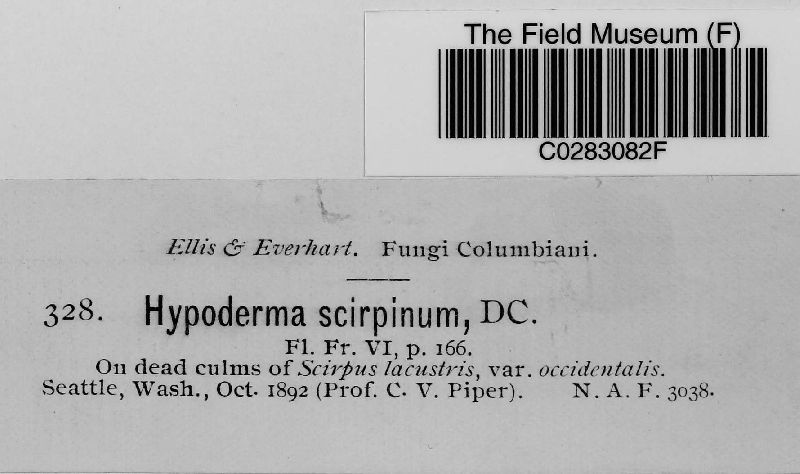 The Field Museum (F)
C0283082F
Ellis & Everhart. Fungi Columbiani.
328. Hypoderma scirpinum, DC.
Fl. Fr. VI, p. 166.
On dead culms of Scirpus lacustris, var. occidentalis.
Seattle, Wash., Oct. 1892 (Prof. C. V. Piper). N. A. F. 3038.